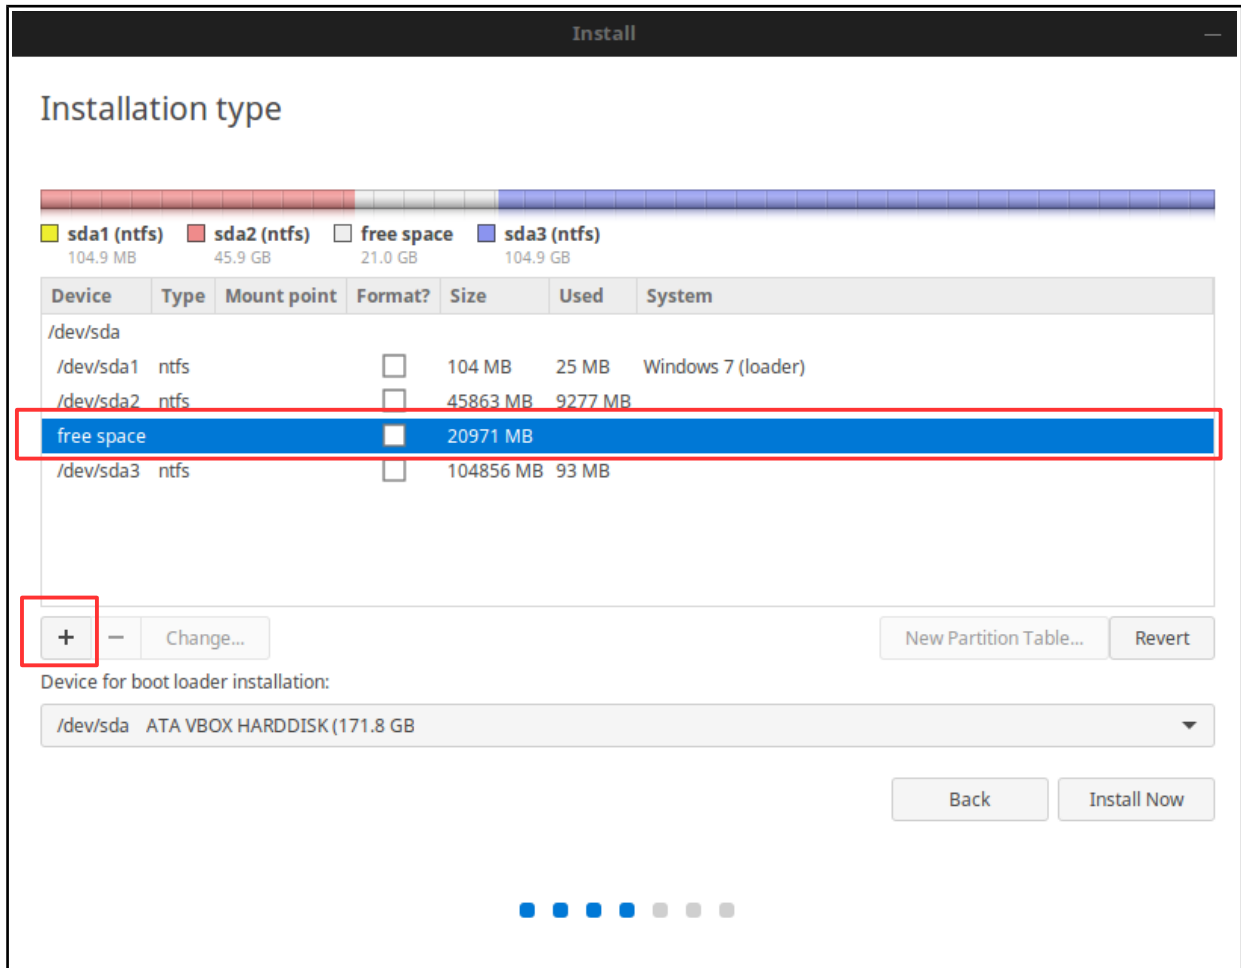 Install
Installation type
sda1 (ntfs) sda2 (ntfs) free space sda3 (ntfs)
104.9 MB 45.9 GB 21.0 GB 104.9 GB
Device Type Mount point Format? Size Used System
/dev/sda
/dev/sda1 ntfs 104 MB 25 MB Windows 7 (loader)
/dev/sda2 ntfs 45863 MB 9277 MB
free space 20971 MB
/dev/sda3 ntfs 104856 MB 93 MB
+ − Change... New Partition Table... Revert
Device for boot loader installation:
/dev/sda ATA VBOX HARDDISK (171.8 GB
Back Install Now